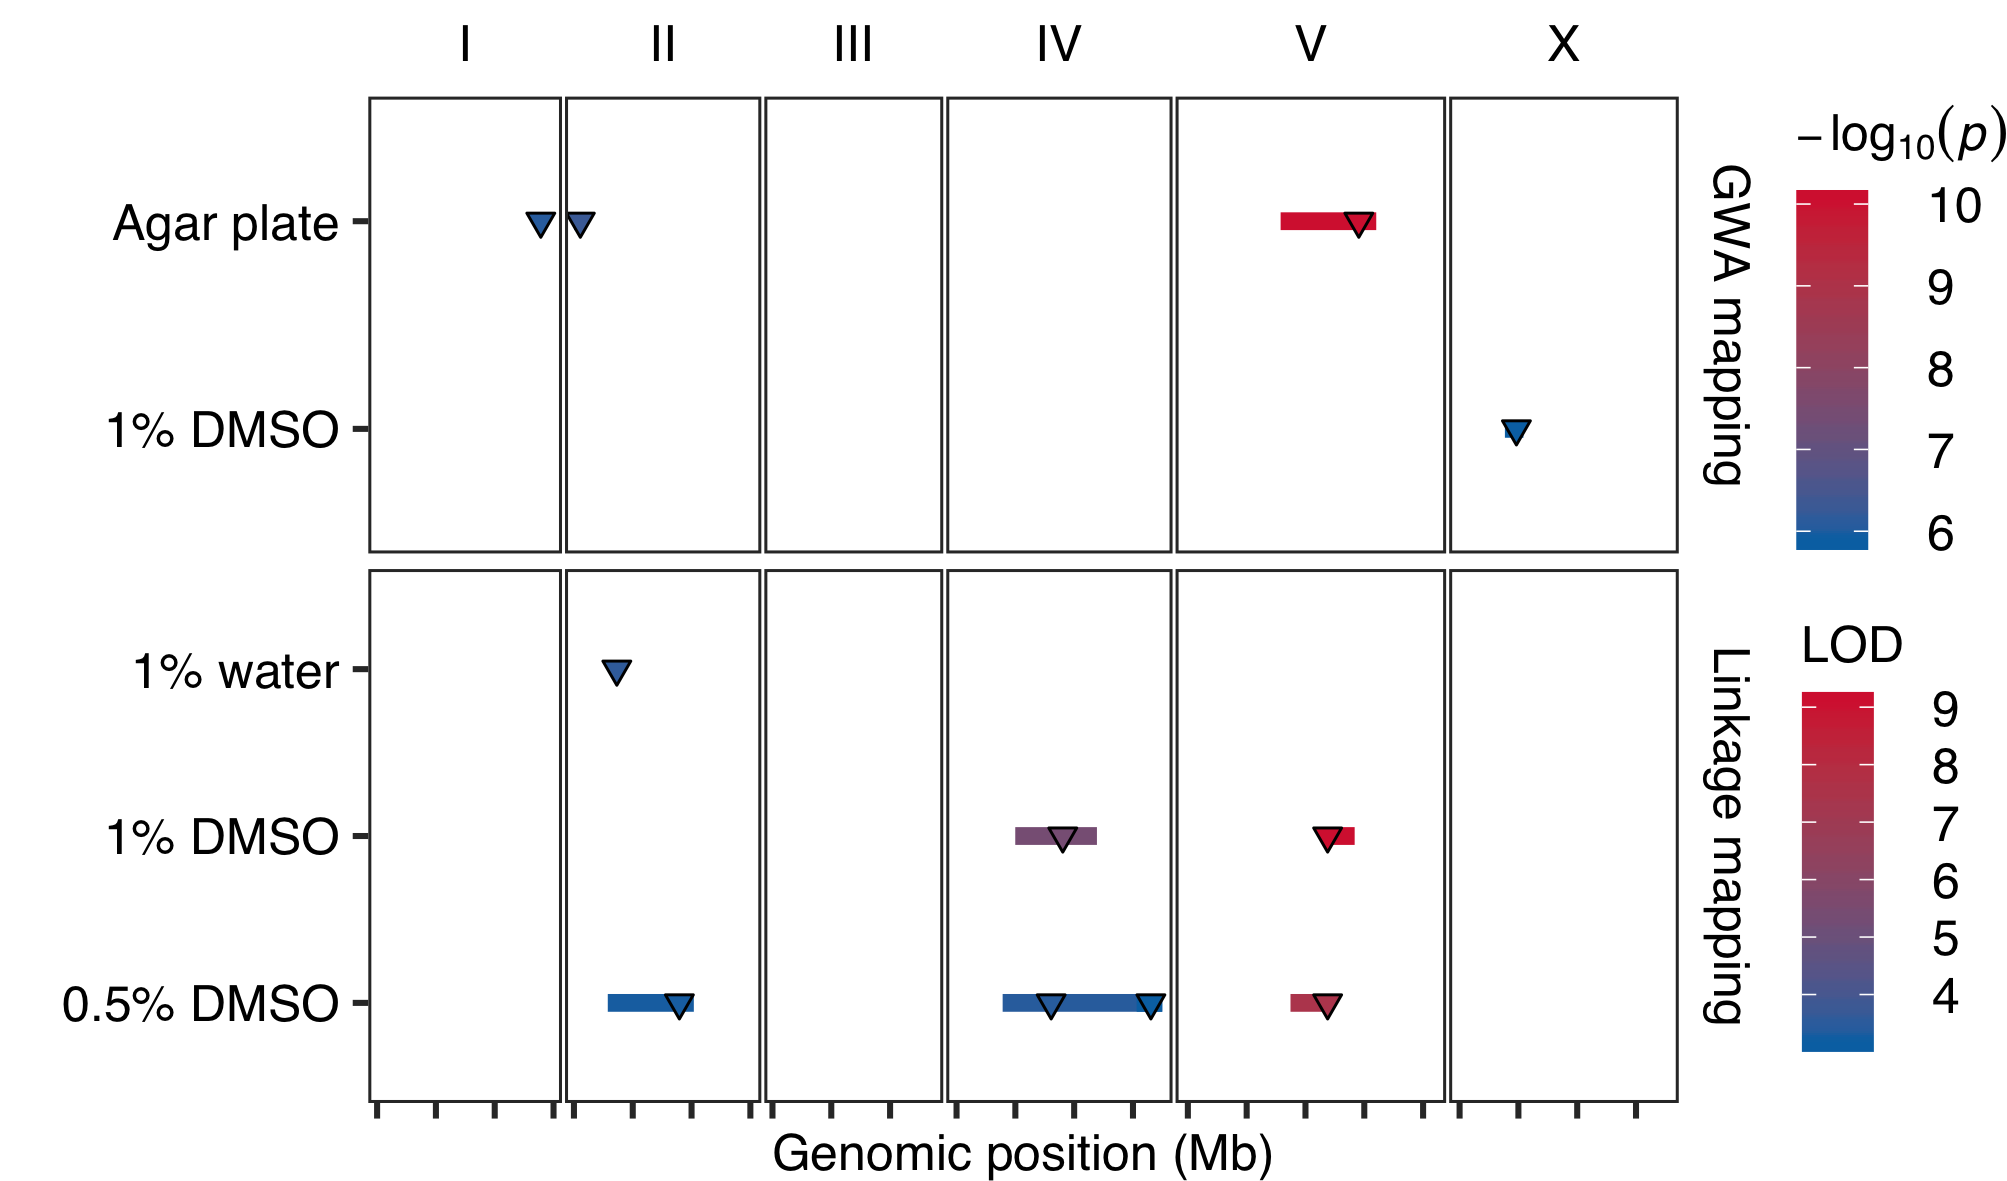 I II III IV V X
Agar plate
1% DMSO
GWA mapping
−log₁₀(p)
10
9
8
7
6
1% water
1% DMSO
0.5% DMSO
Linkage mapping
LOD
9
8
7
6
5
4
Genomic position (Mb)